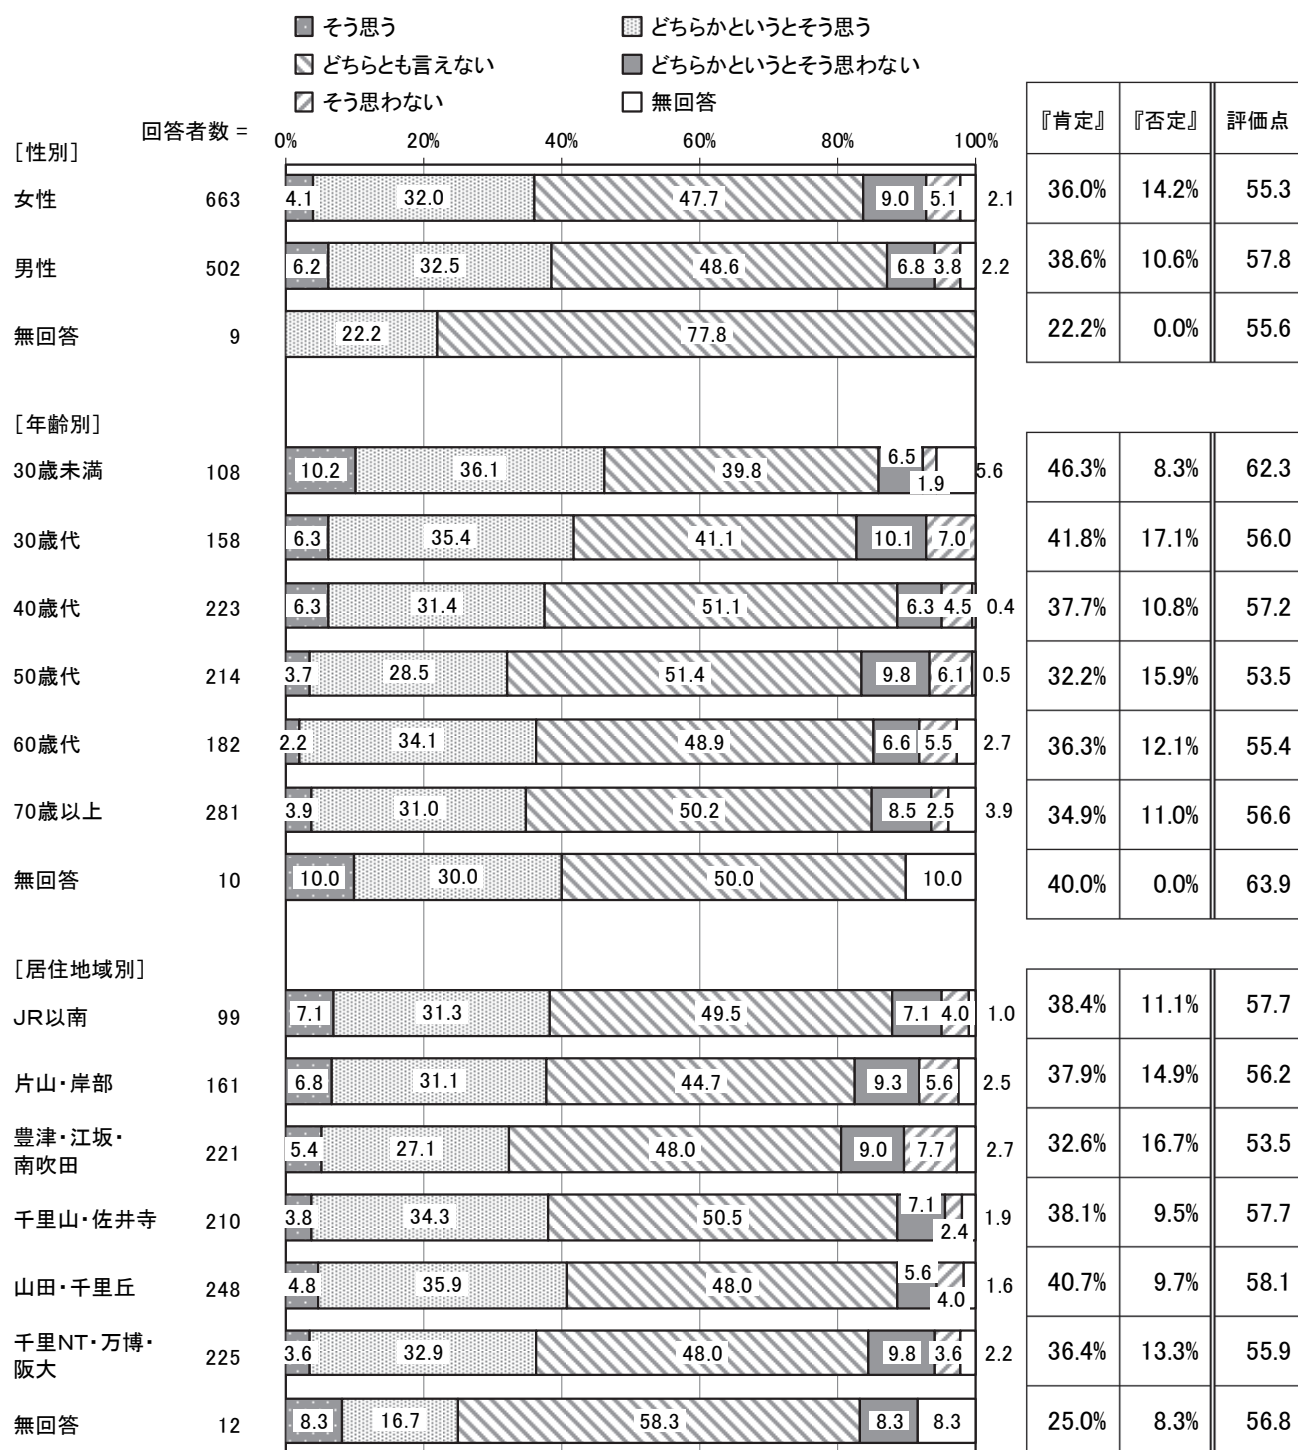 そう思う どちらかというとそう思う
どちらとも言えない どちらかというとそう思わない
そう思わない 無回答
『肯定』 『否定』 評価点
回答者数 = 0% 20% 40% 60% 80% 100%
［性別］
女性 663 4.1 32.0 47.7 9.0 5.1 2.1 36.0% 14.2% 55.3
男性 502 6.2 32.5 48.6 6.8 3.8 2.2 38.6% 10.6% 57.8
無回答 9 22.2 77.8 22.2% 0.0% 55.6
［年齢別］
30歳未満 108 10.2 36.1 39.8 6.5 1.9 5.6 46.3% 8.3% 62.3
30歳代 158 6.3 35.4 41.1 10.1 7.0 41.8% 17.1% 56.0
40歳代 223 6.3 31.4 51.1 6.3 4.5 0.4 37.7% 10.8% 57.2
50歳代 214 3.7 28.5 51.4 9.8 6.1 0.5 32.2% 15.9% 53.5
60歳代 182 2.2 34.1 48.9 6.6 5.5 2.7 36.3% 12.1% 55.4
70歳以上 281 3.9 31.0 50.2 8.5 2.5 3.9 34.9% 11.0% 56.6
無回答 10 10.0 30.0 50.0 10.0 40.0% 0.0% 63.9
［居住地域別］
JR以南 99 7.1 31.3 49.5 7.1 4.0 1.0 38.4% 11.1% 57.7
片山・岸部 161 6.8 31.1 44.7 9.3 5.6 2.5 37.9% 14.9% 56.2
豊津・江坂・
南吹田 221 5.4 27.1 48.0 9.0 7.7 2.7 32.6% 16.7% 53.5
千里山・佐井寺 210 3.8 34.3 50.5 7.1 2.4 1.9 38.1% 9.5% 57.7
山田・千里丘 248 4.8 35.9 48.0 5.6 4.0 1.6 40.7% 9.7% 58.1
千里NT・万博・
阪大 225 3.6 32.9 48.0 9.8 3.6 2.2 36.4% 13.3% 55.9
無回答 12 8.3 16.7 58.3 8.3 8.3 25.0% 8.3% 56.8